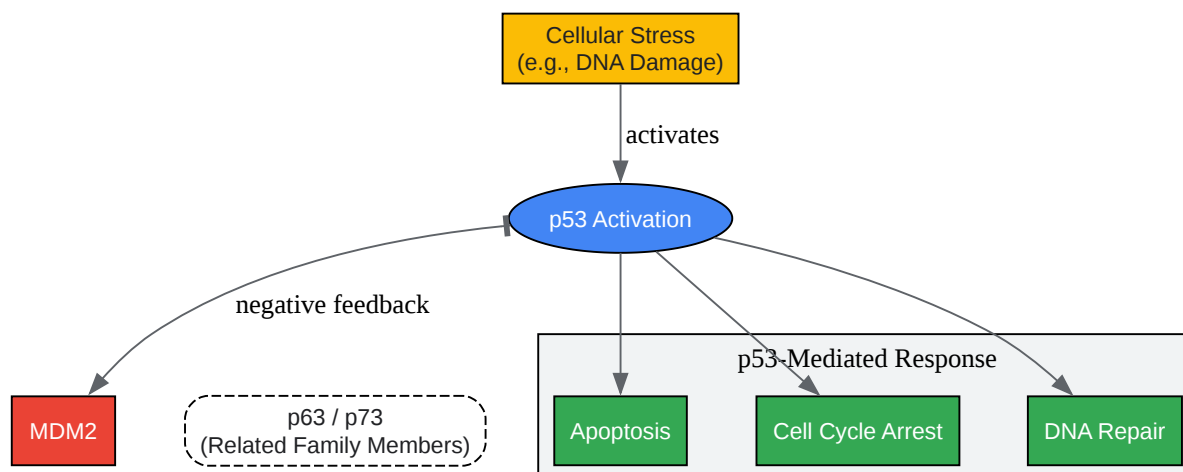 Cellular Stress
(e.g., DNA Damage)
activates
p53 Activation
negative feedback
p53-Mediated Response
MDM2
p63 / p73
(Related Family Members)
Apoptosis
Cell Cycle Arrest
DNA Repair